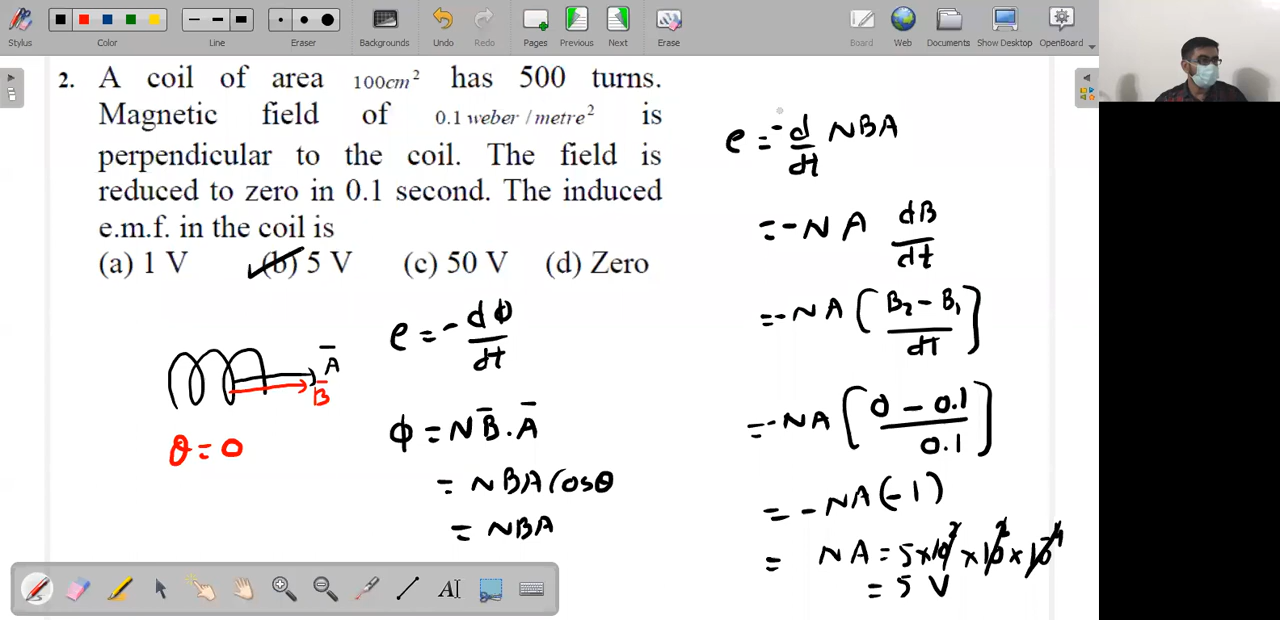 Stylus Color Line Eraser Backgrounds Undo Redo Pages Previous Next Erase Board Web Documents Show Desktop OpenBoard
2. A coil of area 100cm² has 500 turns.
Magnetic field of 0.1 weber / metre² is
perpendicular to the coil. The field is
reduced to zero in 0.1 second. The induced
e.m.f. in the coil is
(a) 1 V (b) 5 V (c) 50 V (d) Zero
A̅
B̅
θ = 0
e = - dϕ/dt
ϕ = N B̅ . A̅
= NBA cosθ
= NBA
e = - d/dt NBA
= - N A dB/dt
= - N A ( B₂ - B₁ / dt )
= - N A [ 0 - 0.1 / 0.1 ]
= - NA (- 1)
= NA = 5 × 10² × 10² × 10⁻⁴
= 5 V